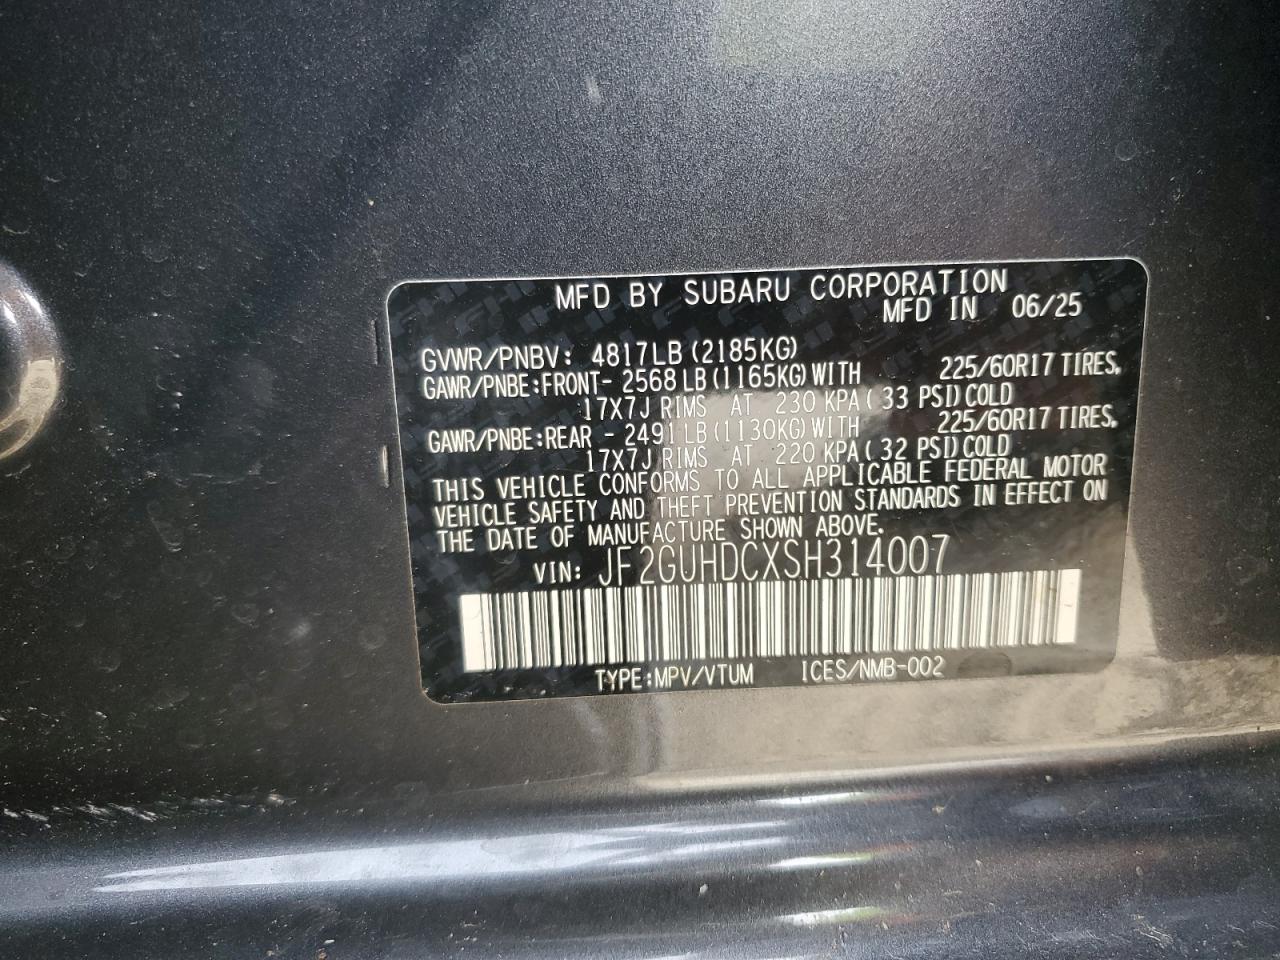 MFD BY SUBARU CORPORATION
MFD IN 06/25
GVWR/PNBV: 4817LB (2185KG)
GAWR/PNBE:FRONT- 2568 LB (1165KG) WITH 225/60R17 TIRES,
17X7J RIMS AT 230 KPA ( 33 PSI) COLD
GAWR/PNBE:REAR - 2491 LB (1130KG) WITH 225/60R17 TIRES,
17X7J RIMS AT 220 KPA ( 32 PSI) COLD
THIS VEHICLE CONFORMS TO ALL APPLICABLE FEDERAL MOTOR
VEHICLE SAFETY AND THEFT PREVENTION STANDARDS IN EFFECT ON
THE DATE OF MANUFACTURE SHOWN ABOVE.
VIN: JF2GUHDCXSH314007
TYPE:MPV/VTUM ICES/NMB-002